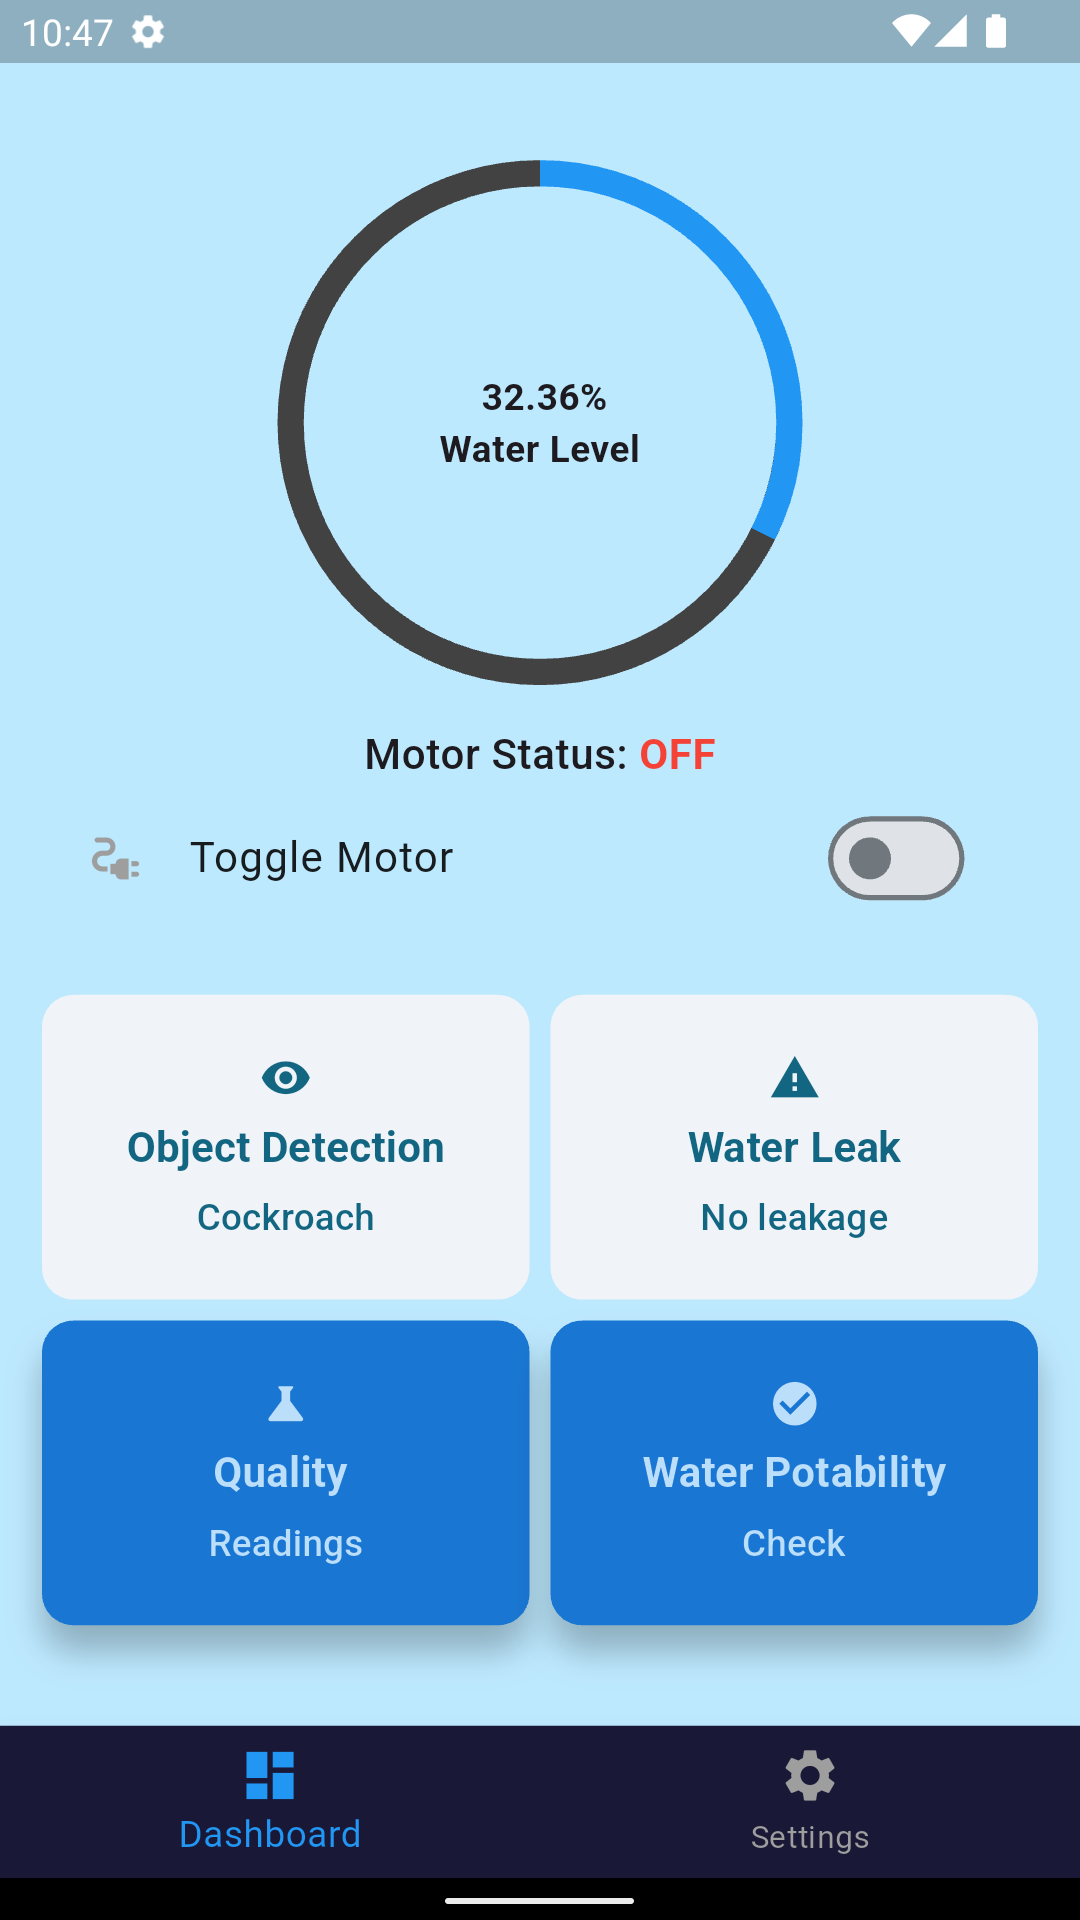 10:47
32.36%
Water Level
Motor Status: OFF
Toggle Motor
Object Detection
Cockroach
Water Leak
No leakage
Quality
Readings
Water Potability
Check
Dashboard
Settings